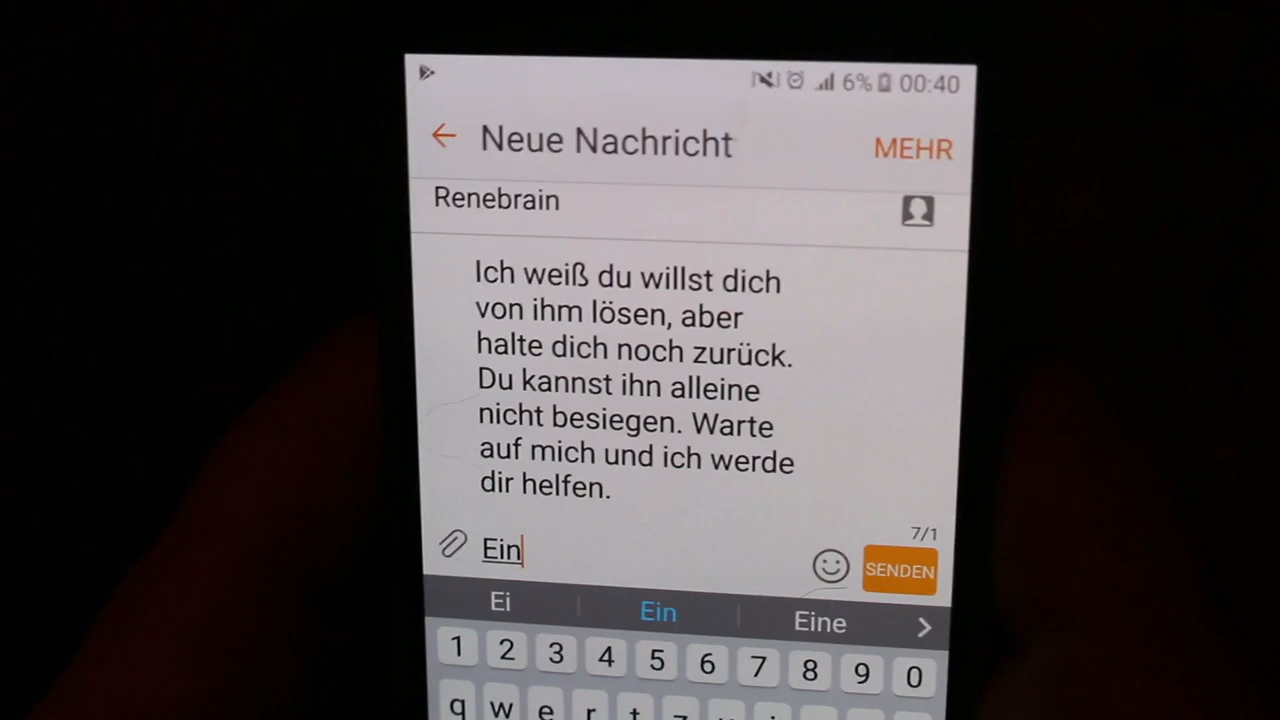 6% 00:40
Neue Nachricht MEHR
Renebrain
Ich weiß du willst dich
von ihm lösen, aber
halte dich noch zurück.
Du kannst ihn alleine
nicht besiegen. Warte
auf mich und ich werde
dir helfen.
7/1
Ein SENDEN
Ei Ein Eine
1 2 3 4 5 6 7 8 9 0
q w e r t z